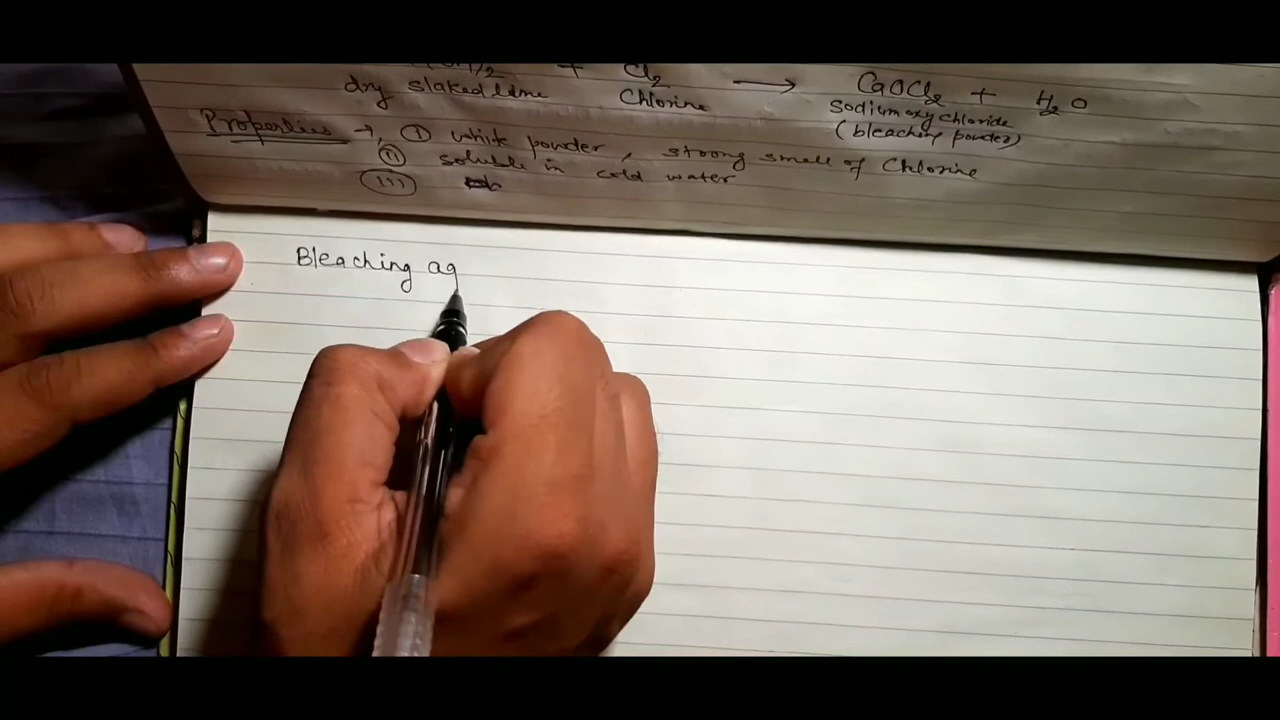 + Cl2 → CaOCl2 + H2O
dry slaked lime Chlorine Sodium oxychloride
(bleaching powder)
Properties → (I) white powder, strong smell of Chlorine
(II) soluble in cold water
(III)
Bleaching ag